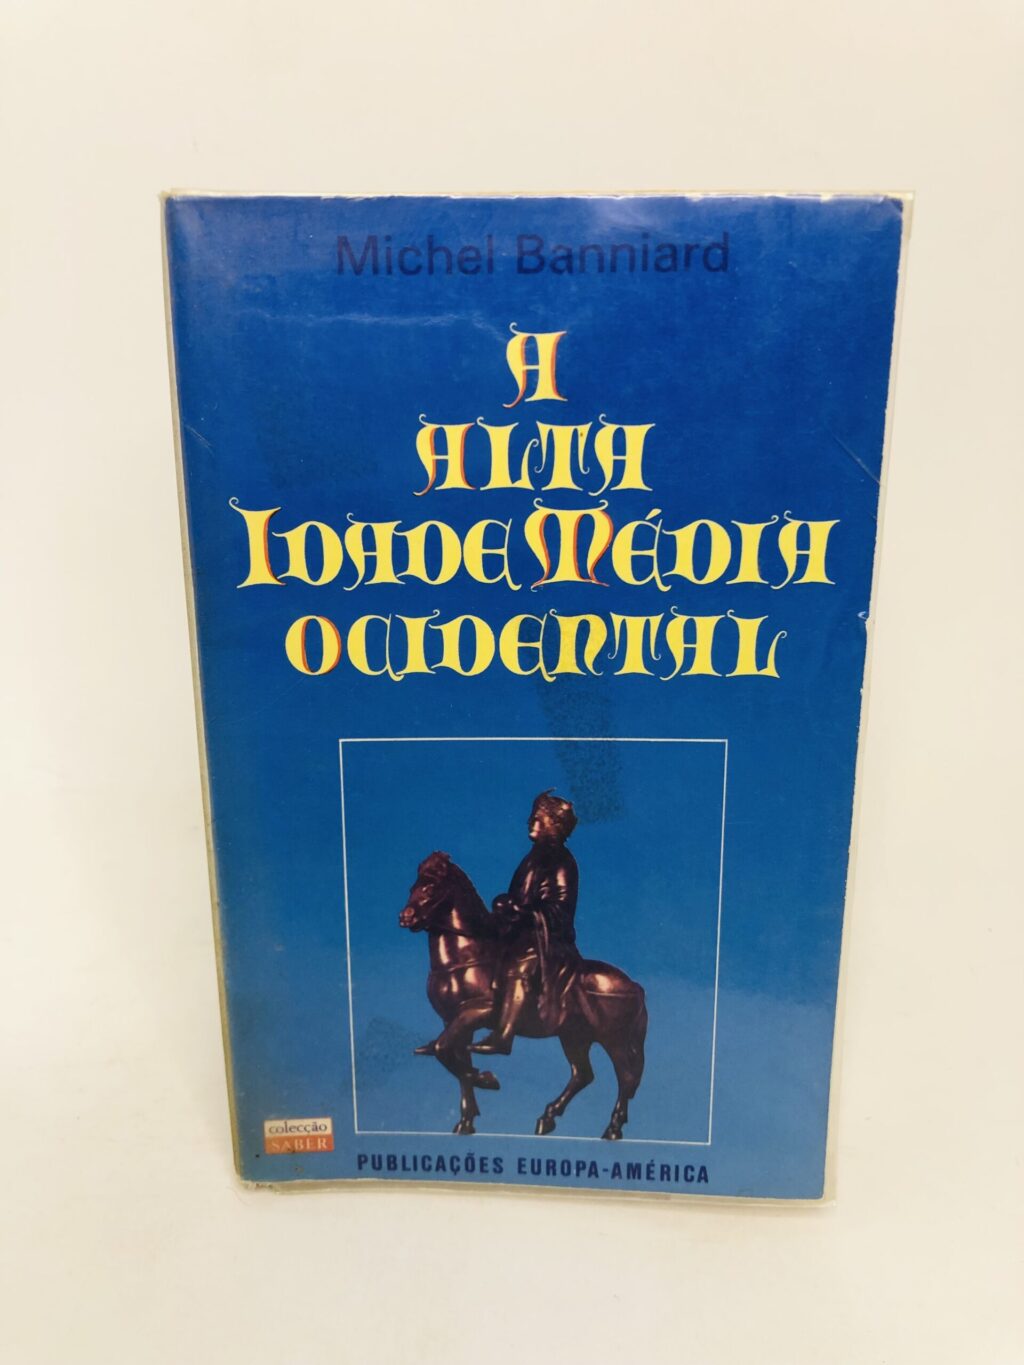 Michel Banniard
A
ALTA
IDADE MÉDIA
OCIDENTAL
colecção
SABER
PUBLICAÇÕES EUROPA-AMÉRICA